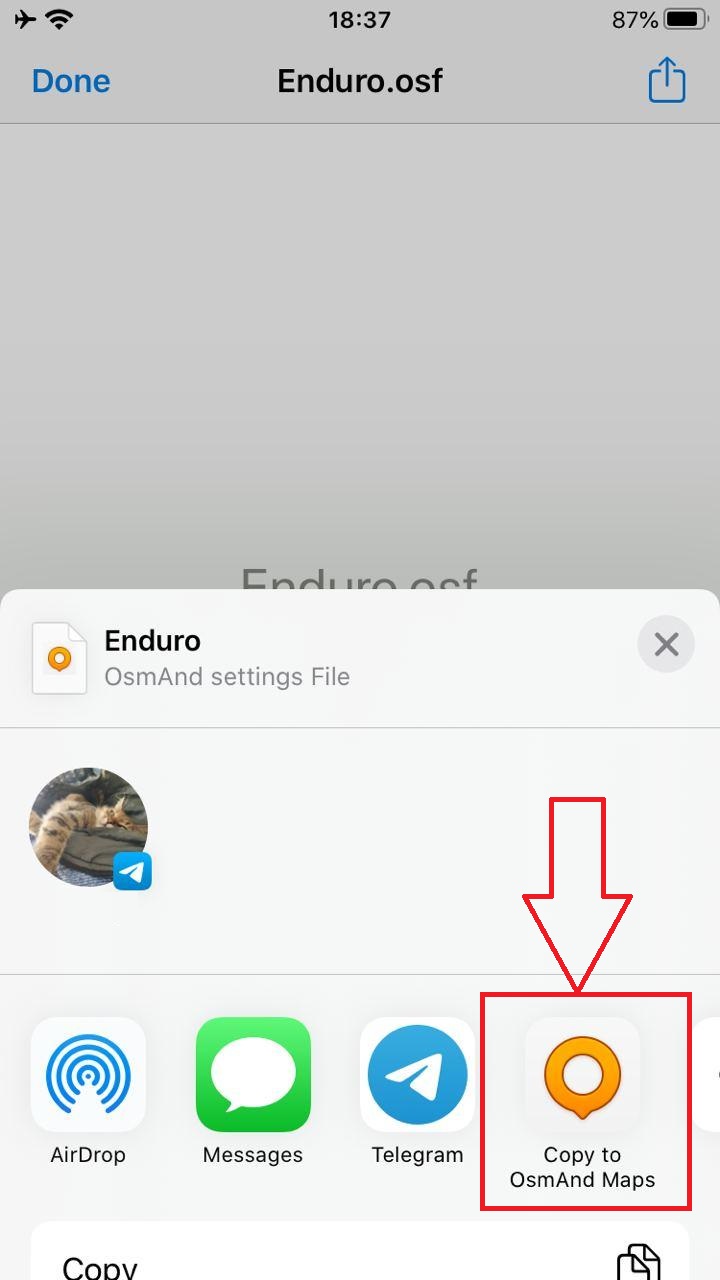 18:37
87%
Done
Enduro.osf
Enduro.osf
Enduro
OsmAnd settings File
AirDrop
Messages
Telegram
Copy to
OsmAnd Maps
Copy